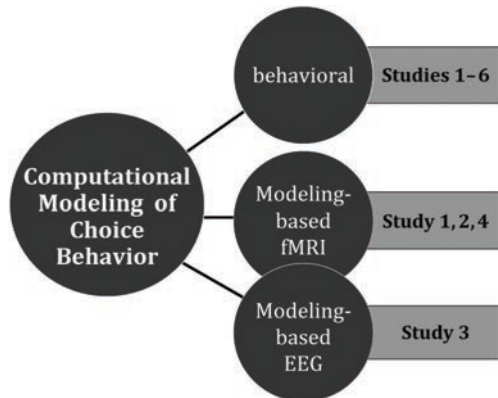 behavioral
Studies 1–6
Computational
Modeling of
Choice
Behavior
Modeling-
based
fMRI
Study 1, 2, 4
Modeling-
based
EEG
Study 3